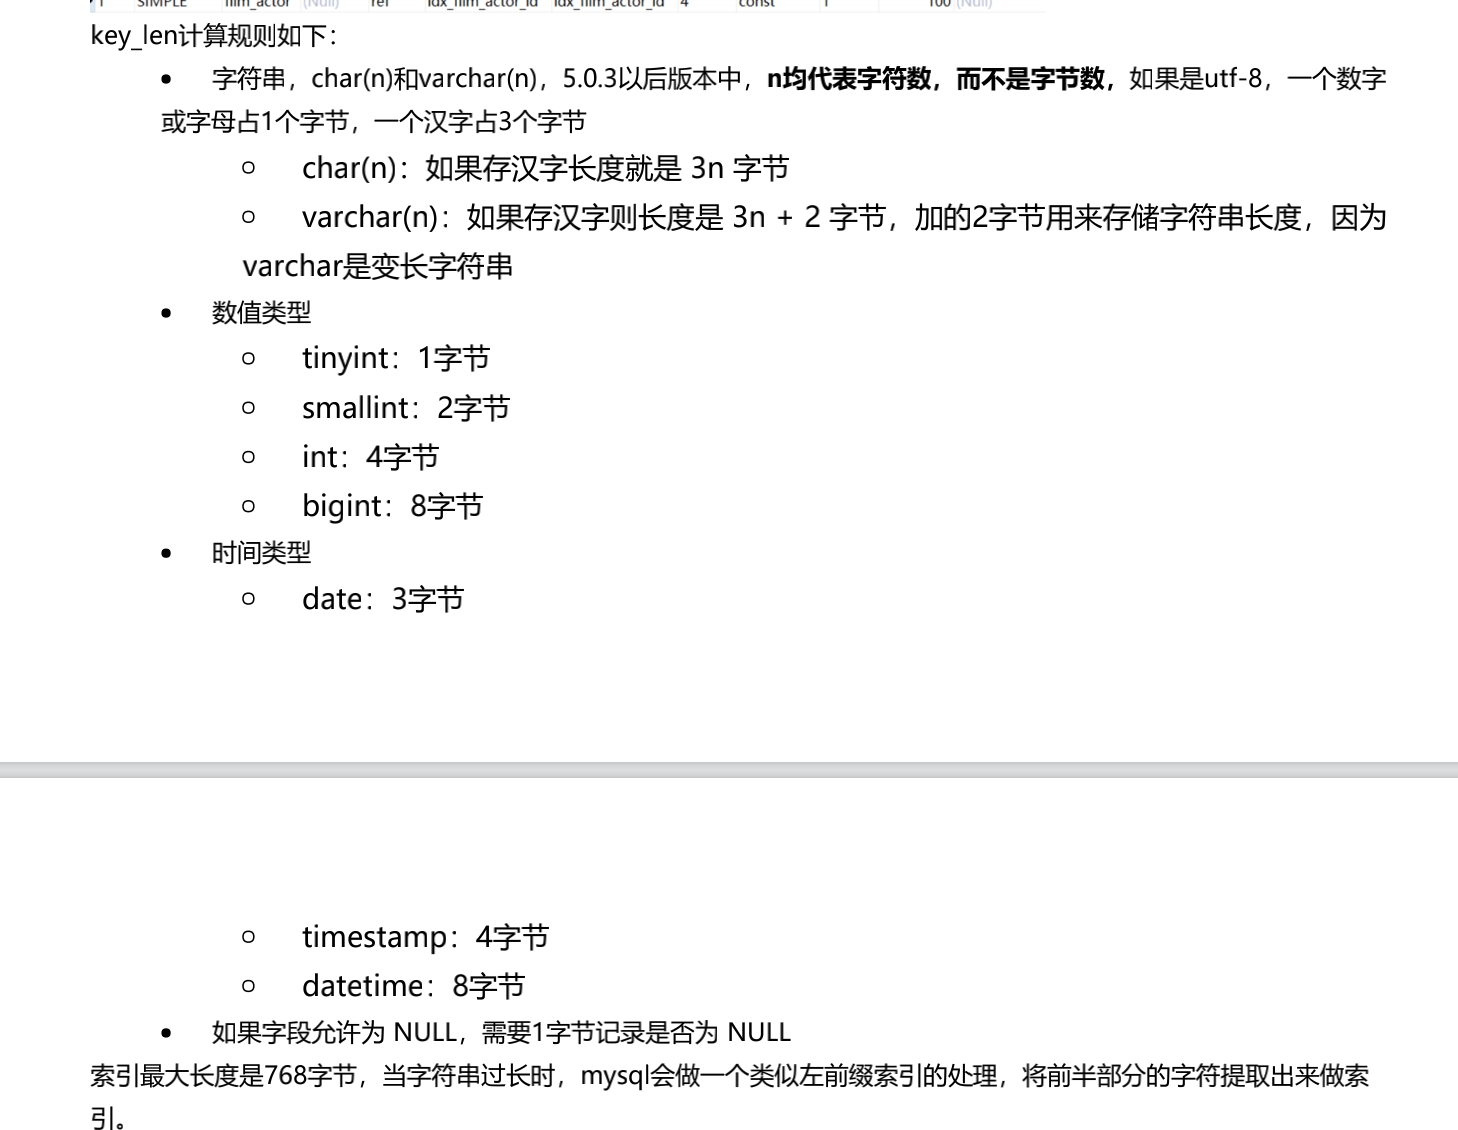 1 SIMPLE film_actor (Null) ref idx_film_actor_id idx_film_actor_id 4 const 1 100 (Null)
key_len计算规则如下：
• 字符串，char(n)和varchar(n)，5.0.3以后版本中，n均代表字符数，而不是字节数，如果是utf-8，一个数字
或字母占1个字节，一个汉字占3个字节
○ char(n)：如果存汉字长度就是 3n 字节
○ varchar(n)：如果存汉字则长度是 3n + 2 字节，加的2字节用来存储字符串长度，因为
varchar是变长字符串
• 数值类型
○ tinyint：1字节
○ smallint：2字节
○ int：4字节
○ bigint：8字节
• 时间类型
○ date：3字节
○ timestamp：4字节
○ datetime：8字节
• 如果字段允许为 NULL，需要1字节记录是否为 NULL
索引最大长度是768字节，当字符串过长时，mysql会做一个类似左前缀索引的处理，将前半部分的字符提取出来做索
引。